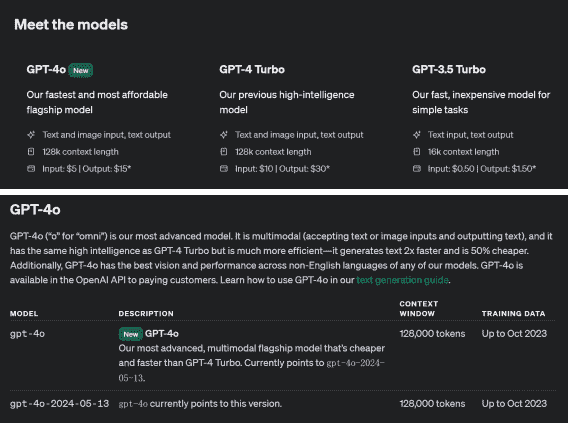 Meet the models
GPT-4o New
Our fastest and most affordable
flagship model
Text and image input, text output
128k context length
Input: $5 | Output: $15*
GPT-4 Turbo
Our previous high-intelligence
model
Text and image input, text output
128k context length
Input: $10 | Output: $30*
GPT-3.5 Turbo
Our fast, inexpensive model for
simple tasks
Text input, text output
16k context length
Input: $0.50 | Output: $1.50*
GPT-4o
GPT-4o (“o” for “omni”) is our most advanced model. It is multimodal (accepting text or image inputs and outputting text), and it
has the same high intelligence as GPT-4 Turbo but is much more efficient—it generates text 2x faster and is 50% cheaper.
Additionally, GPT-4o has the best vision and performance across non-English languages of any of our models. GPT-4o is
available in the OpenAI API to paying customers. Learn how to use GPT-4o in our text generation guide.
MODEL DESCRIPTION CONTEXT WINDOW TRAINING DATA
gpt-4o New GPT-4o 128,000 tokens Up to Oct 2023
Our most advanced, multimodal flagship model that’s cheaper
and faster than GPT-4 Turbo. Currently points to gpt-4o-2024-
05-13.
gpt-4o-2024-05-13 gpt-4o currently points to this version. 128,000 tokens Up to Oct 2023